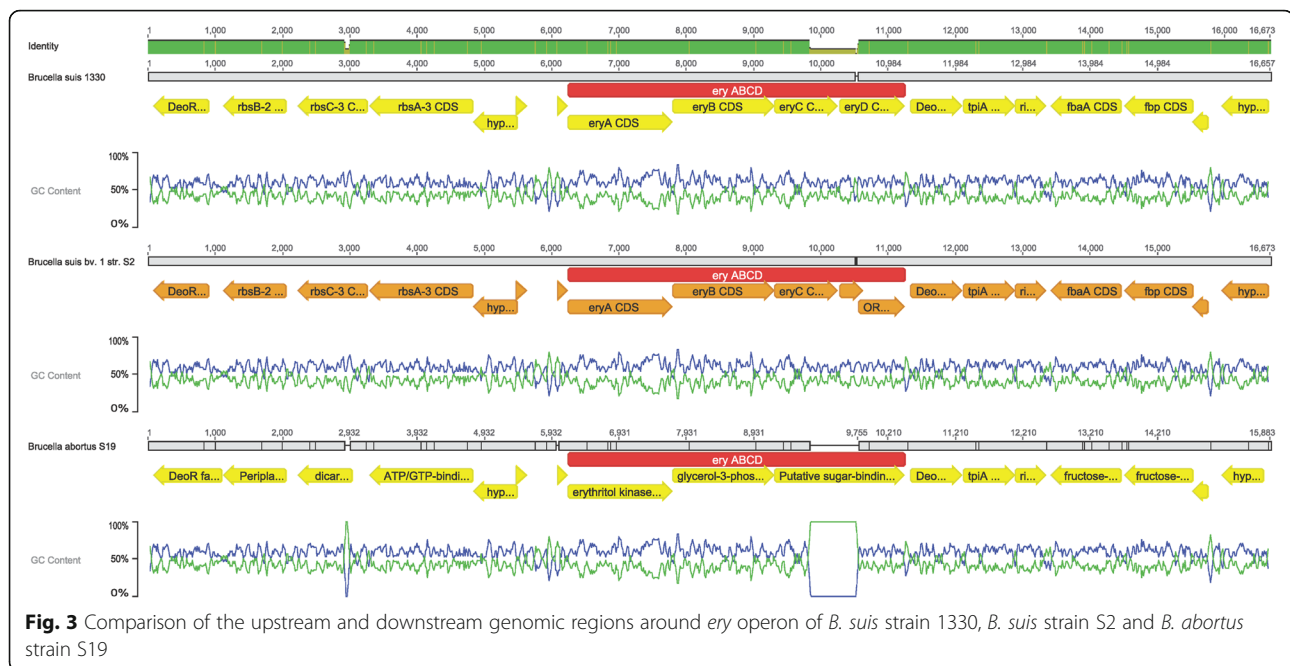 1 1,000 2,000 3,000 4,000 5,000 6,000 7,000 8,000 9,000 10,000 11,000 12,000 13,000 14,000 15,000 16,673
Identity
1 1,000 2,000 3,000 4,000 5,000 6,000 7,000 8,000 9,000 10,000 10,984 11,984 12,984 13,984 14,984 16,657
Brucella suis 1330
ery ABCD
DeoR... rbsB-2 ... rbsC-3 C... rbsA-3 CDS eryB CDS eryC C... eryD C... Deo... tpiA ... ri... fbaA CDS fbp CDS hyp...
hyp... eryA CDS
100%
GC Content 50%
0%
1 1,000 2,000 3,000 4,000 5,000 6,000 7,000 8,000 9,000 10,000 11,000 12,000 13,000 14,000 15,000 16,673
Brucella suis bv. 1 str. S2
ery ABCD
DeoR... rbsB-2 ... rbsC-3 C... rbsA-3 CDS eryB CDS eryC C... Deo... tpiA ... ri... fbaA CDS fbp CDS hyp...
hyp... eryA CDS OR...
100%
GC Content 50%
0%
1 1,000 2,000 2,932 3,932 4,932 5,932 6,931 7,931 8,931 9,755 10,210 11,210 12,210 13,210 14,210 15,883
Brucella abortus S19
ery ABCD
DeoR fa... Peripla... dicar... ATP/GTP-bindi... glycerol-3-phos... Putative sugar-bindin... Deo... tpiA ... ri... fructose-... fructose-... hyp...
hyp... erythritol kinase...
100%
GC Content 50%
0%
Fig. 3 Comparison of the upstream and downstream genomic regions around ery operon of B. suis strain 1330, B. suis strain S2 and B. abortus
strain S19